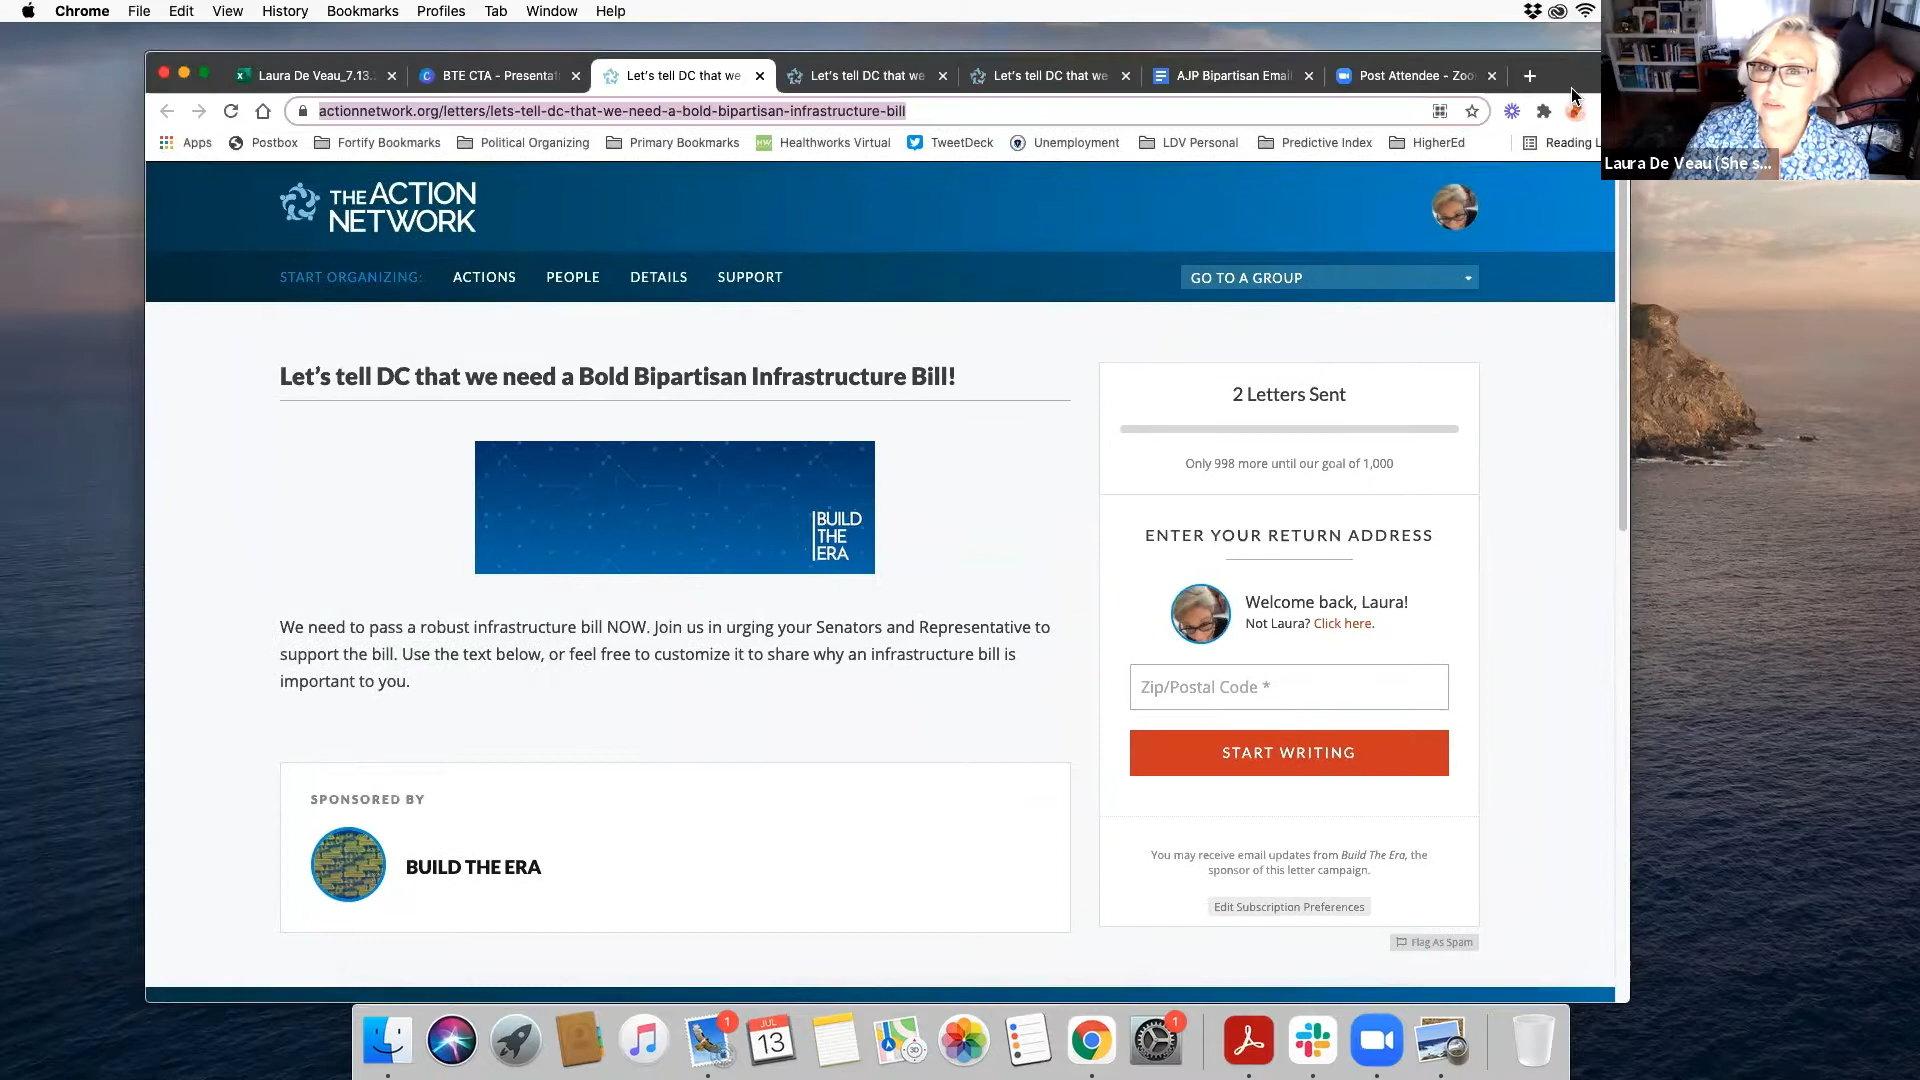 Chrome File Edit View History Bookmarks Profiles Tab Window Help
Laura De Veau_7.13.
BTE CTA - Presentat
Let's tell DC that we
Let's tell DC that we
Let's tell DC that we
AJP Bipartisan Email
Post Attendee - Zoo
actionnetwork.org/letters/lets-tell-dc-that-we-need-a-bold-bipartisan-infrastructure-bill
Apps Postbox Fortify Bookmarks Political Organizing Primary Bookmarks HW Healthworks Virtual TweetDeck Unemployment LDV Personal Predictive Index HigherEd Reading L
Laura De Veau (She s...
THE ACTION
NETWORK
START ORGANIZING: ACTIONS PEOPLE DETAILS SUPPORT
GO TO A GROUP
Let's tell DC that we need a Bold Bipartisan Infrastructure Bill!
BUILD
THE
ERA
We need to pass a robust infrastructure bill NOW. Join us in urging your Senators and Representative to
support the bill. Use the text below, or feel free to customize it to share why an infrastructure bill is
important to you.
SPONSORED BY
BUILD THE ERA
2 Letters Sent
Only 998 more until our goal of 1,000
ENTER YOUR RETURN ADDRESS
Welcome back, Laura!
Not Laura? Click here.
Zip/Postal Code *
START WRITING
You may receive email updates from Build The Era, the
sponsor of this letter campaign.
Edit Subscription Preferences
Flag As Spam
1
JUL
13
3D
1